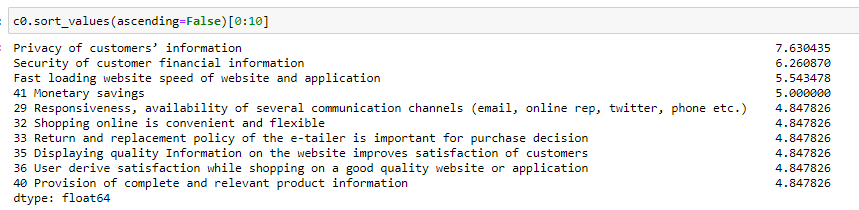 c0.sort_values(ascending=False)[0:10]
Privacy of customers’ information 7.630435
Security of customer financial information 6.260870
Fast loading website speed of website and application 5.543478
41 Monetary savings 5.000000
29 Responsiveness, availability of several communication channels (email, online rep, twitter, phone etc.) 4.847826
32 Shopping online is convenient and flexible 4.847826
33 Return and replacement policy of the e-tailer is important for purchase decision 4.847826
35 Displaying quality Information on the website improves satisfaction of customers 4.847826
36 User derive satisfaction while shopping on a good quality website or application 4.847826
40 Provision of complete and relevant product information 4.847826
dtype: float64